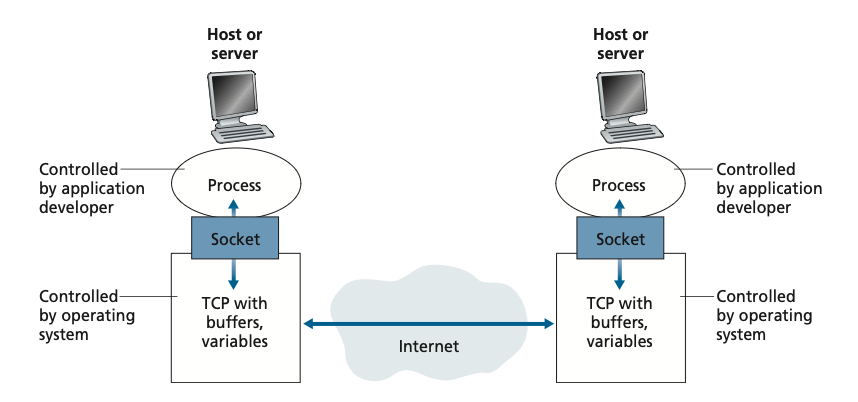 Host or
server
Host or
server
Controlled
by application
developer
Process
Process
Controlled
by application
developer
Socket
Socket
Controlled
by operating
system
TCP with
buffers,
variables
Internet
TCP with
buffers,
variables
Controlled
by operating
system